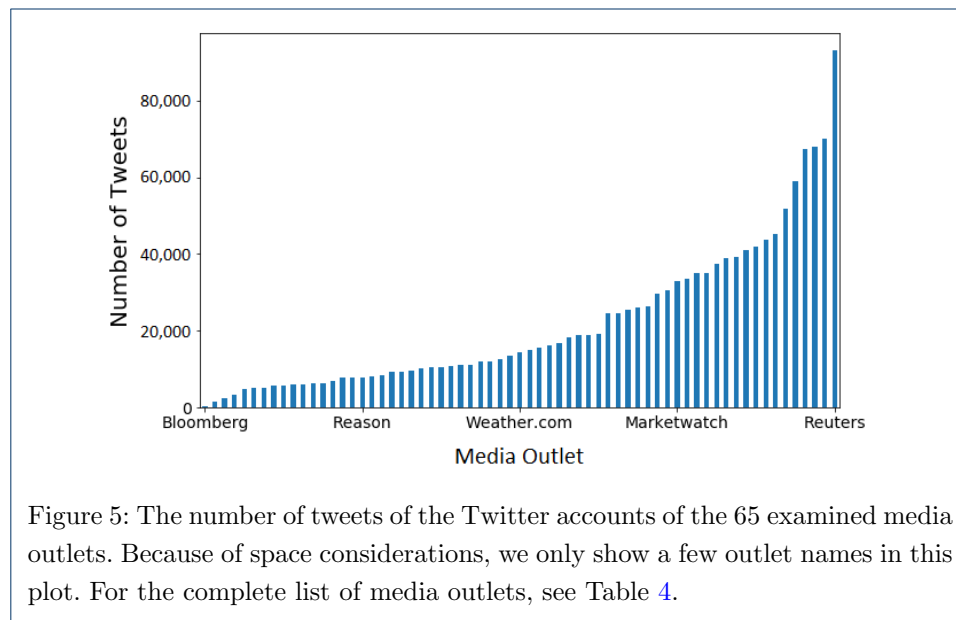 80,000
60,000
40,000
20,000
0
Number of Tweets
Bloomberg Reason Weather.com Marketwatch Reuters
Media Outlet
Figure 5: The number of tweets of the Twitter accounts of the 65 examined media
outlets. Because of space considerations, we only show a few outlet names in this
plot. For the complete list of media outlets, see Table 4.